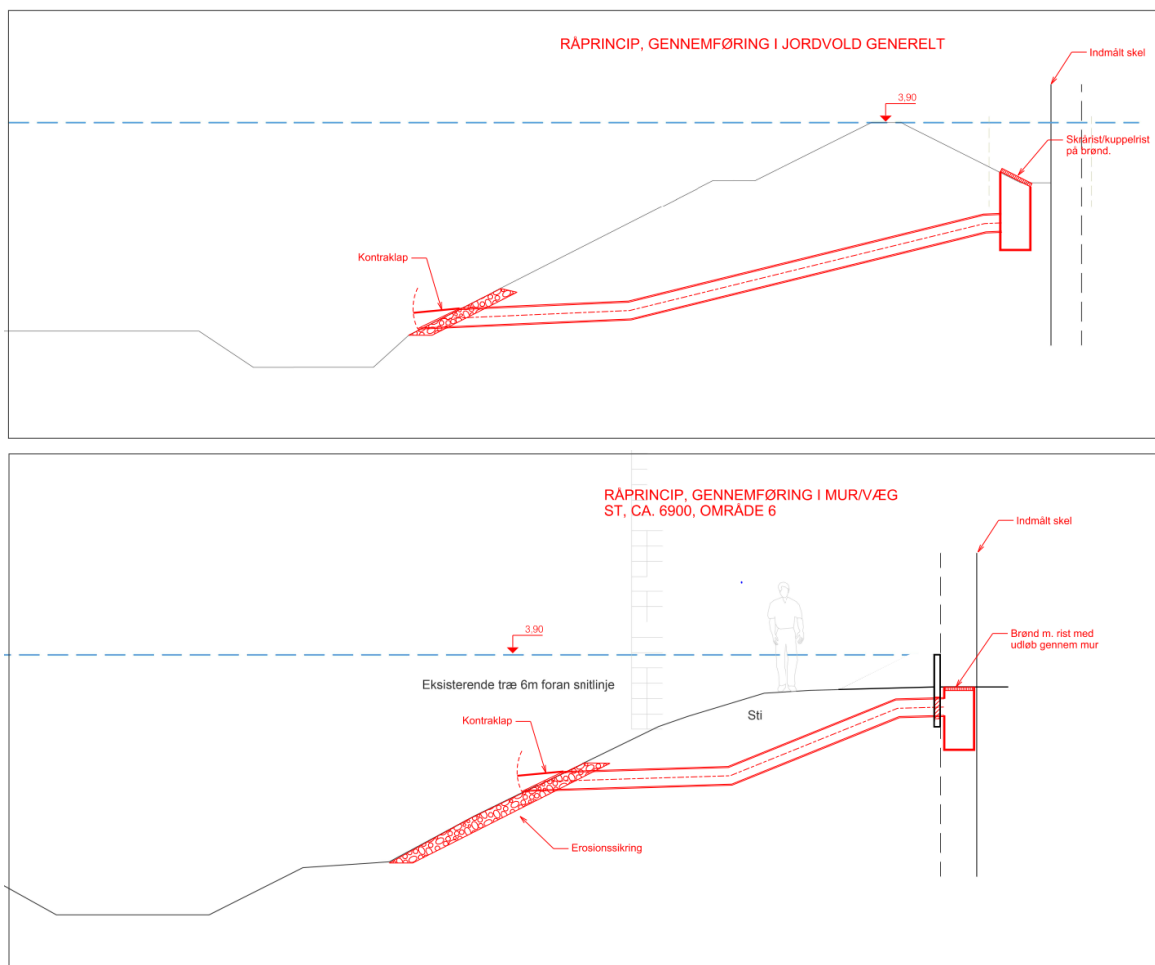 RÅPRINCIP, GENNEMFØRING I JORDVOLD GENERELT
Indmålt skel
3,90
Skrårist/kuppelrist
på brønd.
Kontraklap
RÅPRINCIP, GENNEMFØRING I MUR/VÆG
ST, CA. 6900, OMRÅDE 6
Indmålt skel
3.90
Brønd m. rist med
udløb gennem mur
Eksisterende træ 6m foran snitlinje
Kontraklap
Sti
Erosionssikring